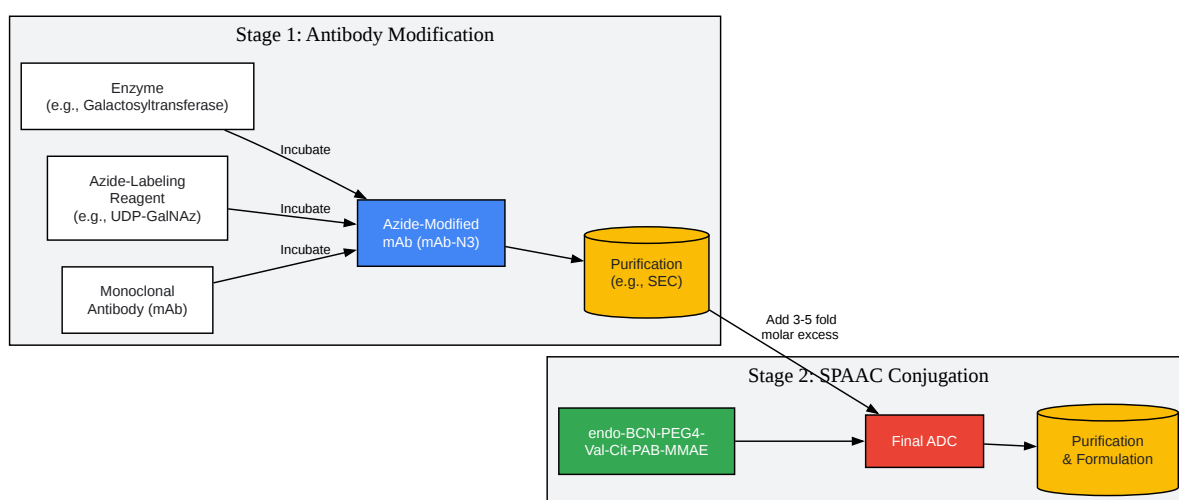 Stage 1: Antibody Modification
Enzyme
(e.g., Galactosyltransferase)
Incubate
Azide-Labeling
Reagent
(e.g., UDP-GalNAz)
Incubate
Monoclonal
Antibody (mAb)
Incubate
Azide-Modified
mAb (mAb-N3)
Purification
(e.g., SEC)
Add 3-5 fold
molar excess
Stage 2: SPAAC Conjugation
endo-BCN-PEG4-
Val-Cit-PAB-MMAE
Final ADC
Purification
& Formulation